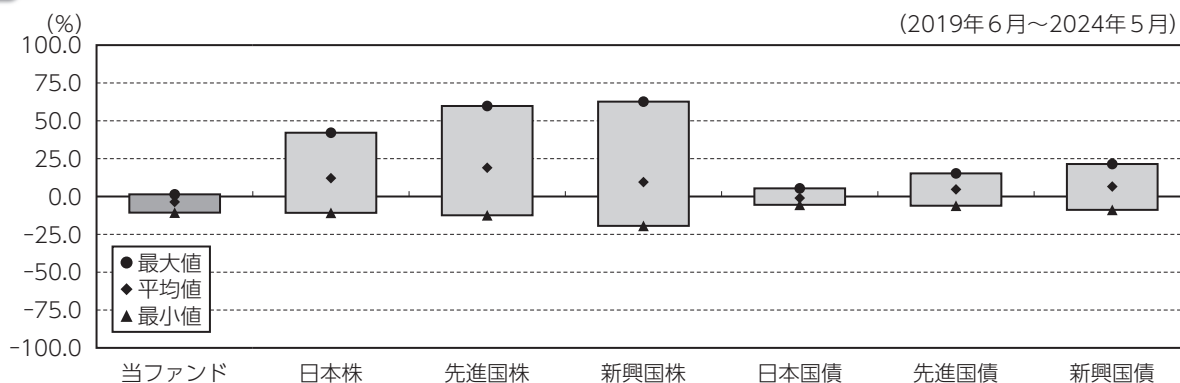 (%)
(2019年6月～2024年5月)
100.0
75.0
50.0
25.0
0.0
-25.0
-50.0
-75.0
-100.0
●最大値
◆平均値
▲最小値
当ファンド 日本株 先進国株 新興国株 日本国債 先進国債 新興国債